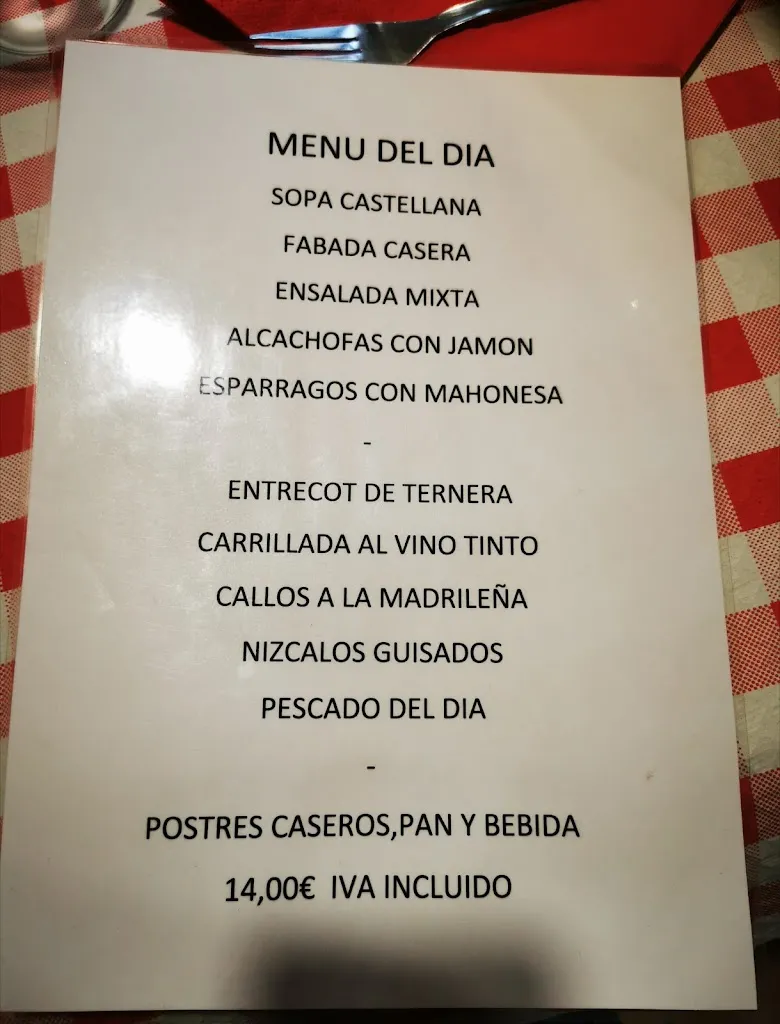 MENU DEL DIA
SOPA CASTELLANA
FABADA CASERA
ENSALADA MIXTA
ALCACHOFAS CON JAMON
ESPARRAGOS CON MAHONESA
-
ENTRECOT DE TERNERA
CARRILLADA AL VINO TINTO
CALLOS A LA MADRILEÑA
NIZCALOS GUISADOS
PESCADO DEL DIA
-
POSTRES CASEROS,PAN Y BEBIDA
14,00€ IVA INCLUIDO